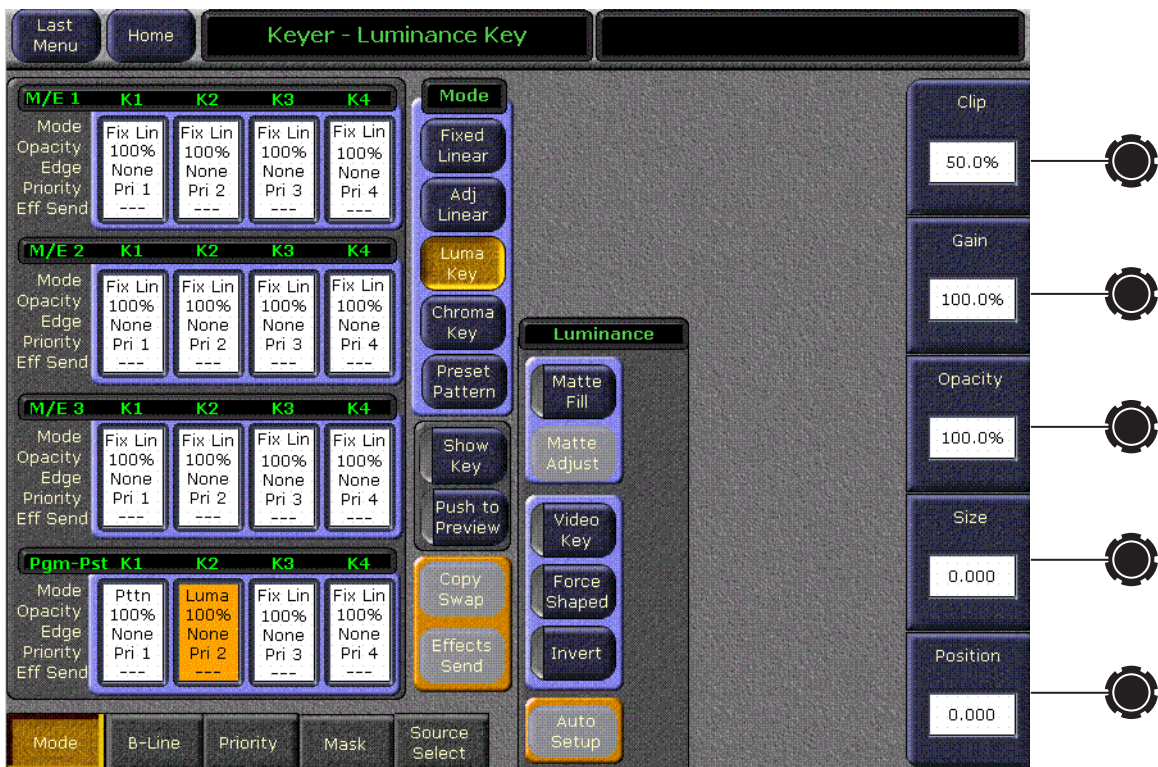 Last Menu
Home
Keyer - Luminance Key
M/E 1 K1 K2 K3 K4
Mode Fix Lin Fix Lin Fix Lin Fix Lin
Opacity 100% 100% 100% 100%
Edge None None None None
Priority Pri 1 Pri 2 Pri 3 Pri 4
Eff Send --- --- --- ---
M/E 2 K1 K2 K3 K4
Mode Fix Lin Fix Lin Fix Lin Fix Lin
Opacity 100% 100% 100% 100%
Edge None None None None
Priority Pri 1 Pri 2 Pri 3 Pri 4
Eff Send --- --- --- ---
M/E 3 K1 K2 K3 K4
Mode Fix Lin Fix Lin Fix Lin Fix Lin
Opacity 100% 100% 100% 100%
Edge None None None None
Priority Pri 1 Pri 2 Pri 3 Pri 4
Eff Send --- --- --- ---
Pgm-Pst K1 K2 K3 K4
Mode Pttn Luma Fix Lin Fix Lin
Opacity 100% 100% 100% 100%
Edge None None None None
Priority Pri 1 Pri 2 Pri 3 Pri 4
Eff Send --- --- --- ---
Mode
Fixed
Linear
Adj
Linear
Luma
Key
Chroma
Key
Preset
Pattern
Show
Key
Push to
Preview
Copy
Swap
Effects
Send
Luminance
Matte
Fill
Matte
Adjust
Video
Key
Force
Shaped
Invert
Auto
Setup
Clip
50.0%
Gain
100.0%
Opacity
100.0%
Size
0.000
Position
0.000
Mode
B-Line
Priority
Mask
Source
Select